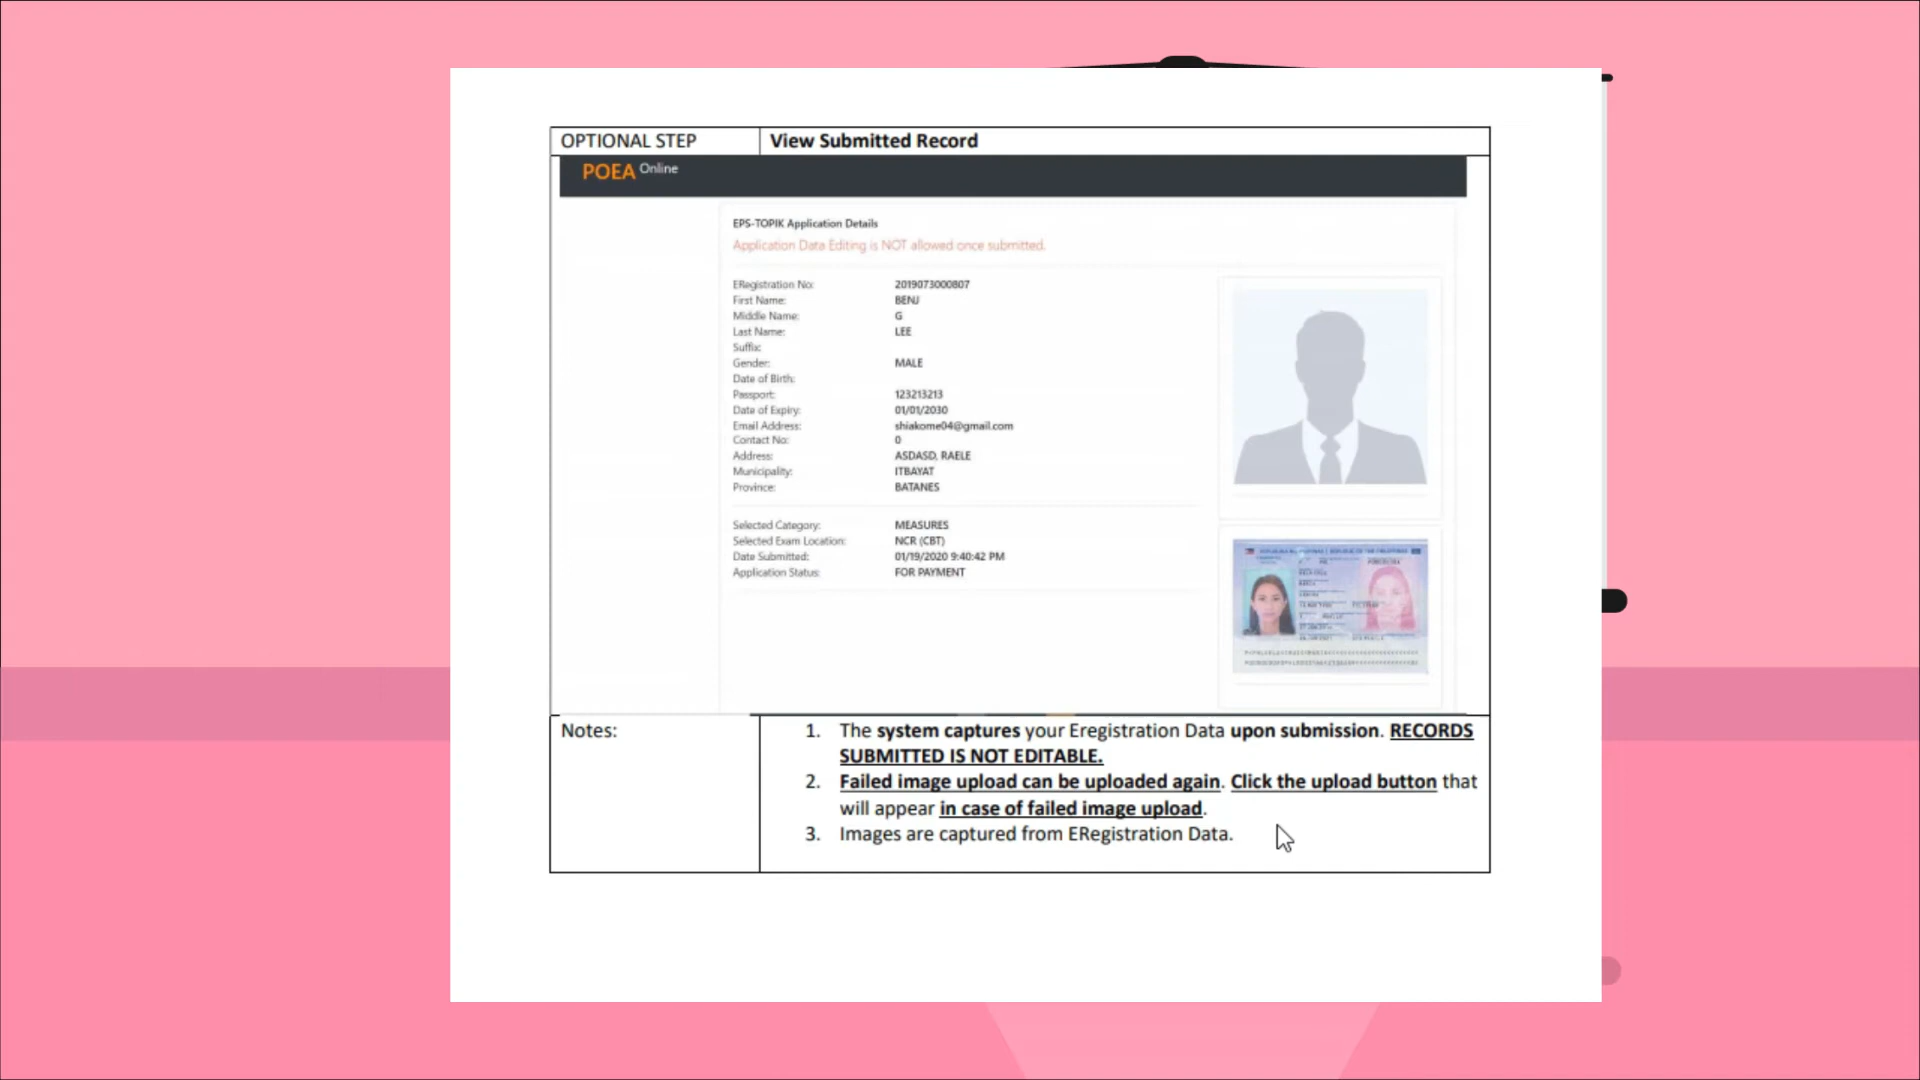 OPTIONAL STEP
View Submitted Record
POEA Online
EPS-TOPIK Application Details
Application Data Editing is NOT allowed once submitted.
ERegistration No: 2019073000807
First Name: BENJ
Middle Name: G
Last Name: LEE
Suffix:
Gender: MALE
Date of Birth:
Passport: 123213213
Date of Expiry: 01/01/2030
Email Address: shiakome04@gmail.com
Contact No: 0
Address: ASDASD, RAELE
Municipality: ITBAYAT
Province: BATANES
Selected Category: MEASURES
Selected Exam Location: NCR (CBT)
Date Submitted: 01/19/2020 9:40:42 PM
Application Status: FOR PAYMENT
Notes:
1. The system captures your Eregistration Data upon submission. RECORDS
SUBMITTED IS NOT EDITABLE.
2. Failed image upload can be uploaded again. Click the upload button that
will appear in case of failed image upload.
3. Images are captured from ERegistration Data.